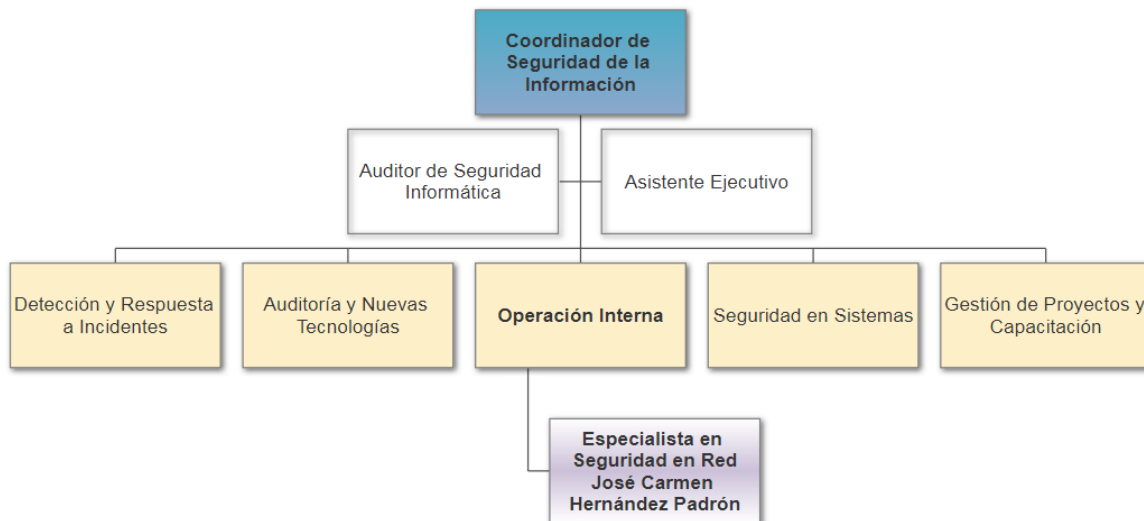 Coordinador de
Seguridad de la
Información
Auditor de Seguridad
Informática
Asistente Ejecutivo
Detección y Respuesta
a Incidentes
Auditoría y Nuevas
Tecnologías
Operación Interna
Seguridad en Sistemas
Gestión de Proyectos y
Capacitación
Especialista en
Seguridad en Red
José Carmen
Hernández Padrón